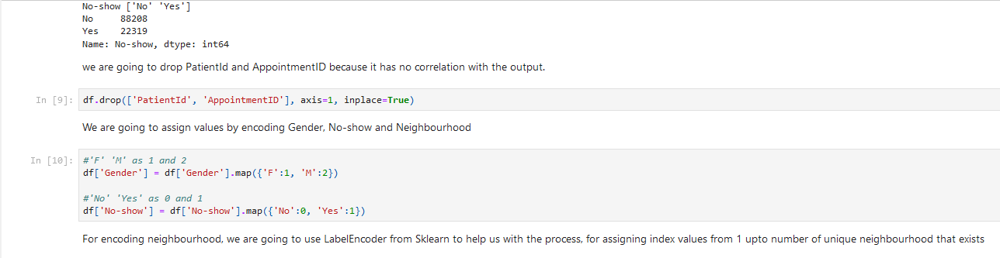 No-show ['No' 'Yes']
No     88208
Yes    22319
Name: No-show, dtype: int64
we are going to drop PatientId and AppointmentID because it has no correlation with the output.
In [9]: df.drop(['PatientId', 'AppointmentID'], axis=1, inplace=True)
We are going to assign values by encoding Gender, No-show and Neighbourhood
In [10]: #'F' 'M' as 1 and 2
df['Gender'] = df['Gender'].map({'F':1, 'M':2})
#'No' 'Yes' as 0 and 1
df['No-show'] = df['No-show'].map({'No':0, 'Yes':1})
For encoding neighbourhood, we are going to use LabelEncoder from Sklearn to help us with the process, for assigning index values from 1 upto number of unique neighbourhood that exists